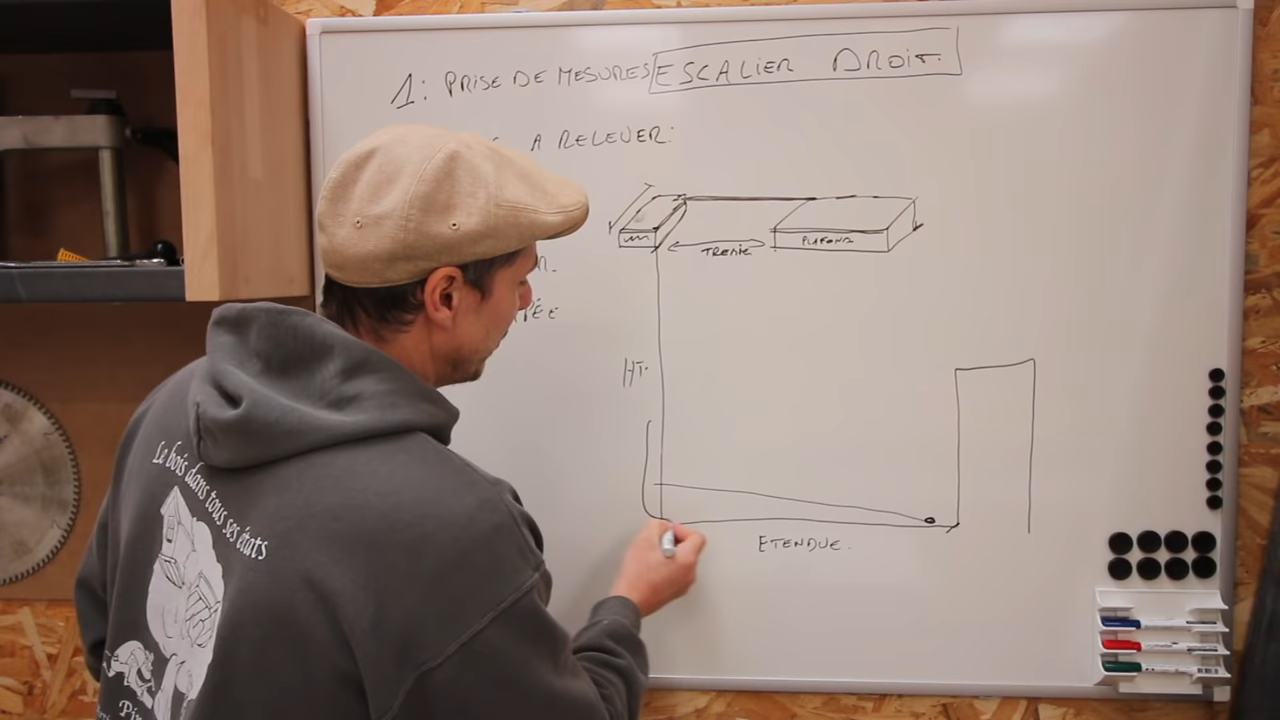 1: PRISE DE MESURES ESCALIER DROIT.
A RELEVER:
PLAFOND
TREMIE
HT.
ETENDUE.
Le bois dans tous ses états